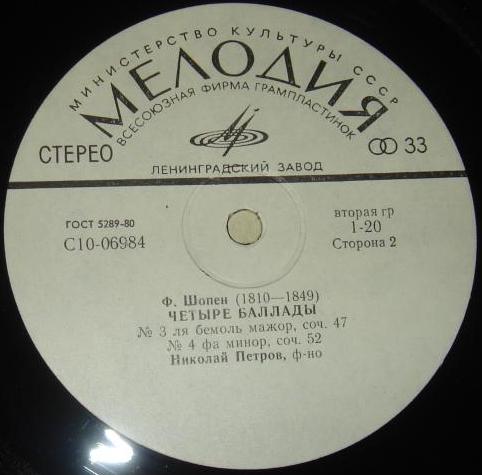 МИНИСТЕРСТВО КУЛЬТУРЫ СССР
МЕЛОДИЯ
ВСЕСОЮЗНАЯ ФИРМА ГРАМПЛАСТИНОК
СТЕРЕО
33
ЛЕНИНГРАДСКИЙ ЗАВОД
ГОСТ 5289-80
С10-06984
вторая гр
1-20
Сторона 2
Ф. Шопен (1810—1849)
ЧЕТЫРЕ БАЛЛАДЫ
№ 3 ля бемоль мажор, соч. 47
№ 4 фа минор, соч. 52
Николай Петров, ф-но